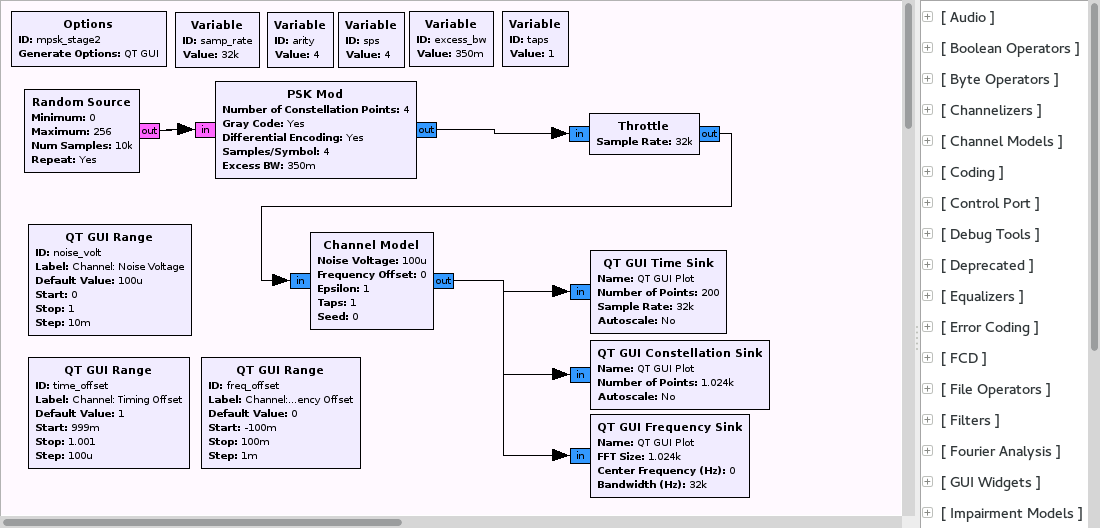 Options
ID: mpsk_stage2
Generate Options: QT GUI
Variable
ID: samp_rate
Value: 32k
Variable
ID: arity
Value: 4
Variable
ID: sps
Value: 4
Variable
ID: excess_bw
Value: 350m
Variable
ID: taps
Value: 1
Random Source
Minimum: 0
Maximum: 256
Num Samples: 10k
Repeat: Yes
out
in
PSK Mod
Number of Constellation Points: 4
Gray Code: Yes
Differential Encoding: Yes
Samples/Symbol: 4
Excess BW: 350m
out
in
Throttle
Sample Rate: 32k
out
QT GUI Range
ID: noise_volt
Label: Channel: Noise Voltage
Default Value: 100u
Start: 0
Stop: 1
Step: 10m
in
Channel Model
Noise Voltage: 100u
Frequency Offset: 0
Epsilon: 1
Taps: 1
Seed: 0
out
in
QT GUI Time Sink
Name: QT GUI Plot
Number of Points: 200
Sample Rate: 32k
Autoscale: No
in
QT GUI Constellation Sink
Name: QT GUI Plot
Number of Points: 1.024k
Autoscale: No
QT GUI Range
ID: time_offset
Label: Channel: Timing Offset
Default Value: 1
Start: 999m
Stop: 1.001
Step: 100u
QT GUI Range
ID: freq_offset
Label: Channel:...ency Offset
Default Value: 0
Start: -100m
Stop: 100m
Step: 1m
in
QT GUI Frequency Sink
Name: QT GUI Plot
FFT Size: 1.024k
Center Frequency (Hz): 0
Bandwidth (Hz): 32k
[ Audio ]
[ Boolean Operators ]
[ Byte Operators ]
[ Channelizers ]
[ Channel Models ]
[ Coding ]
[ Control Port ]
[ Debug Tools ]
[ Deprecated ]
[ Equalizers ]
[ Error Coding ]
[ FCD ]
[ File Operators ]
[ Filters ]
[ Fourier Analysis ]
[ GUI Widgets ]
[ Impairment Models ]